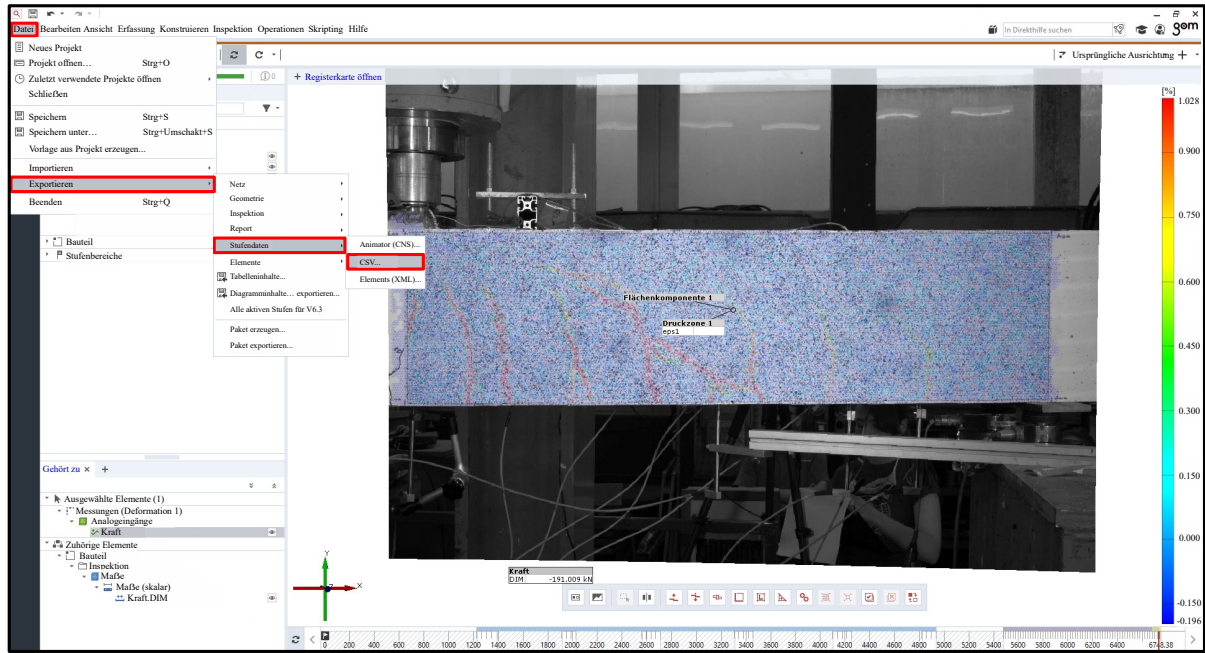 Datei Bearbeiten Ansicht Erfassung Konstruieren Inspektion Operationen Skripting Hilfe
In Direkthilfe suchen
gom
Neues Projekt
Projekt öffnen… Strg+O
Zuletzt verwendete Projekte öffnen
Schließen
Speichern Strg+S
Speichern unter… Strg+Umschakt+S
Vorlage aus Projekt erzeugen...
Importieren
Exportieren
Beenden Strg+Q
Ursprüngliche Ausrichtung
+ Registerkarte öffnen
Netz
Geometrie
Inspektion
Report
Stufendaten
Elemente
Tabelleninhalte...
Diagramminhalte… exportieren...
Alle aktiven Stufen für V6.3
Paket erzeugen...
Paket exportieren...
Animator (CNS)...
CSV...
Elements (XML)...
Bauteil
Stufenbereiche
Flächenkomponente 1
Druckzone 1
eps1
[%]
1.028
0.900
0.750
0.600
0.450
0.300
0.150
0.000
-0.150
-0.196
Gehört zu × +
Ausgewählte Elemente (1)
Messungen (Deformation 1)
Analogeingänge
Kraft
Zuhörige Elemente
Bauteil
Inspektion
Maße
Maße (skalar)
Kraft.DIM
Y
X
Kraft
DIM -191.009 kN
0 200 400 600 800 1000 1200 1400 1600 1800 2000 2200 2400 2600 2800 3000 3200 3400 3600 3800 4000 4200 4400 4600 4800 5000 5200 5400 5600 5800 6000 6200 6400 6748.38